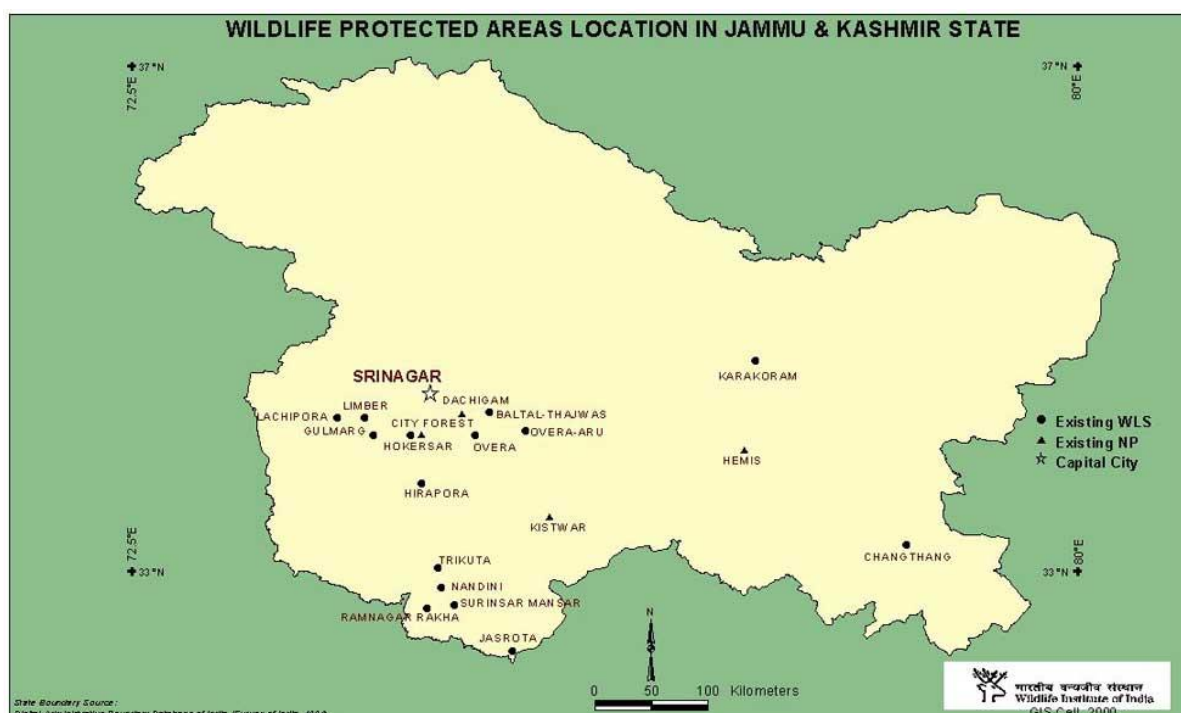 WILDLIFE PROTECTED AREAS LOCATION IN JAMMU & KASHMIR STATE
37°N
72.5°E
37°N
80°E
SRINAGAR
DACHIGAM
KARAKORAM
LACHIPORA
LIMBER
CITY FOREST
BALTAL-THAJWAS
GULMARG
HOKERSAR
OVERA
OVERA-ARU
HEMIS
Existing WLS
Existing NP
Capital City
HIRAPORA
KISTWAR
CHANGTHANG
72.5°E
33°N
33°N
80°E
TRIKUTA
NANDINI
SURINSAR MANSAR
RAMNAGAR RAKHA
JASROTA
N
0 50 100 Kilometers
भारतीय वन्यजीव संस्थान
Wildlife Institute of India
GIS Cell, 2009
State Boundary Source: